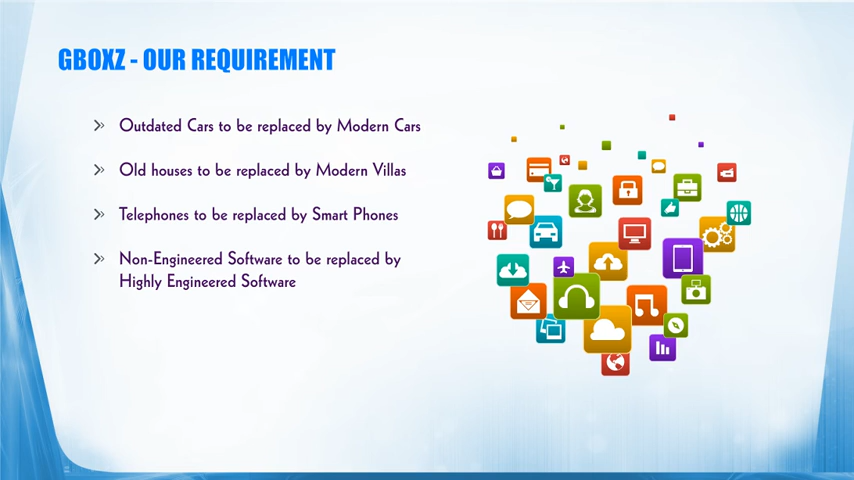 GBOXZ - OUR REQUIREMENT
Outdated Cars to be replaced by Modern Cars
Old houses to be replaced by Modern Villas
Telephones to be replaced by Smart Phones
Non-Engineered Software to be replaced by
Highly Engineered Software